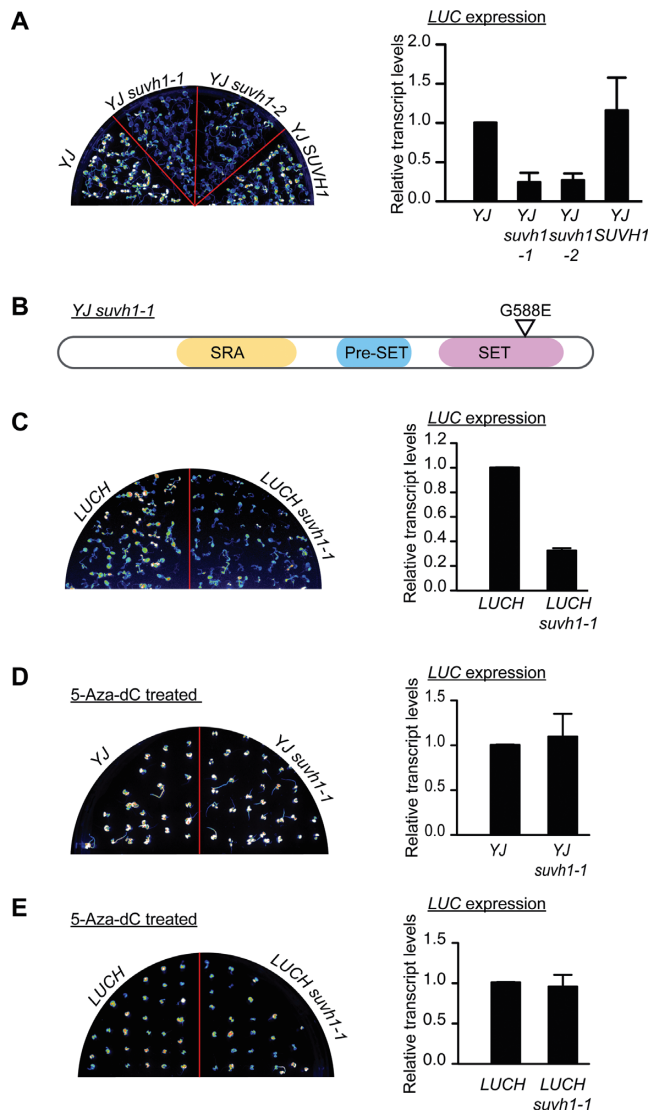 A
YJ
YJ suvh1-1
YJ suvh1-2
YJ SUVH1
LUC expression
Relative transcript levels
2.0
1.5
1.0
0.5
0.0
YJ
YJ suvh1 -1
YJ suvh1 -2
YJ SUVH1
B
YJ suvh1-1
G588E
SRA
Pre-SET
SET
C
LUCH
LUCH suvh1-1
LUC expression
Relative transcript levels
1.2
1.0
0.8
0.6
0.4
0.2
0.0
LUCH
LUCH suvh1-1
D
5-Aza-dC treated
YJ
YJ suvh1-1
LUC expression
Relative transcript levels
1.5
1.0
0.5
0.0
YJ
YJ suvh1-1
E
5-Aza-dC treated
LUCH
LUCH suvh1-1
LUC expression
Relative transcript levels
1.5
1.0
0.5
0.0
LUCH
LUCH suvh1-1